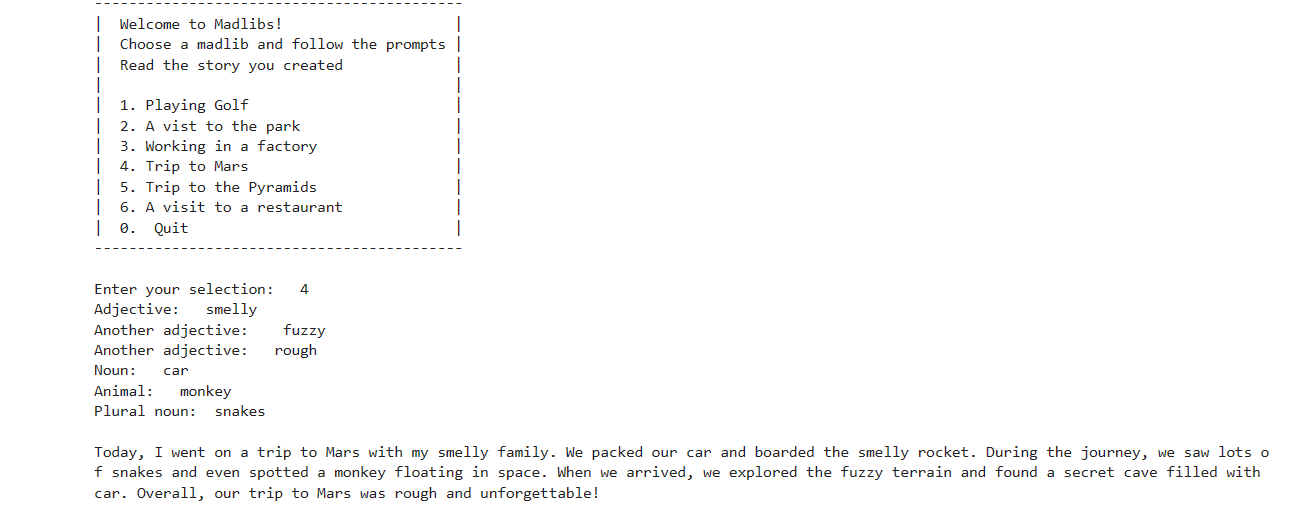 -------------------------------------------
|  Welcome to Madlibs!                    |
|  Choose a madlib and follow the prompts |
|  Read the story you created             |
|                                         |
|  1. Playing Golf                        |
|  2. A vist to the park                  |
|  3. Working in a factory                |
|  4. Trip to Mars                        |
|  5. Trip to the Pyramids                |
|  6. A visit to a restaurant             |
|  0.  Quit                               |
-------------------------------------------
Enter your selection:   4
Adjective:   smelly
Another adjective:    fuzzy
Another adjective:   rough
Noun:   car
Animal:   monkey
Plural noun:  snakes
Today, I went on a trip to Mars with my smelly family. We packed our car and boarded the smelly rocket. During the journey, we saw lots o
f snakes and even spotted a monkey floating in space. When we arrived, we explored the fuzzy terrain and found a secret cave filled with
car. Overall, our trip to Mars was rough and unforgettable!